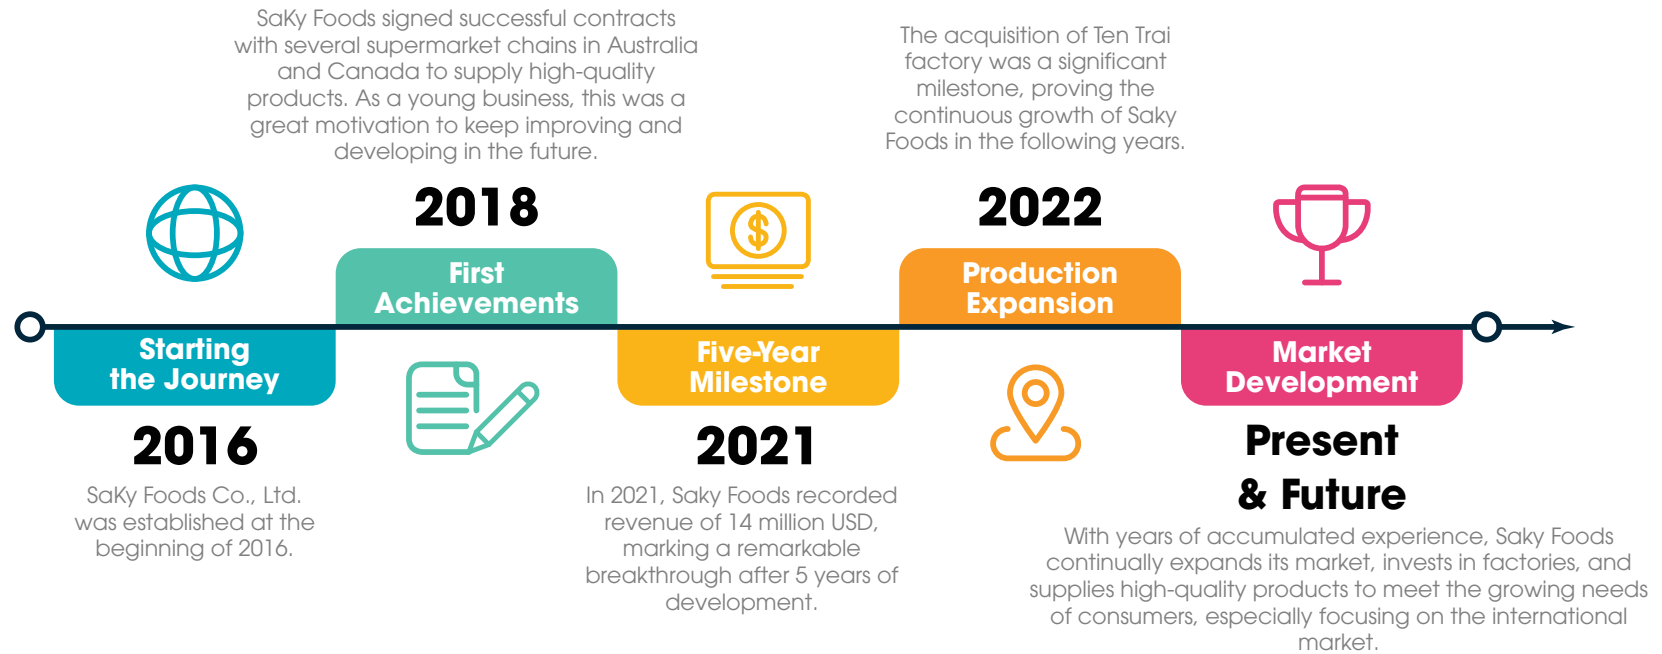 SaKy Foods signed successful contracts
with several supermarket chains in Australia
and Canada to supply high-quality
products. As a young business, this was a
great motivation to keep improving and
developing in the future.
The acquisition of Ten Trai
factory was a significant
milestone, proving the
continuous growth of Saky
Foods in the following years.
2018
2022
First
Achievements
$
Production
Expansion
Starting
the Journey
Five-Year
Milestone
Market
Development
2016
2021
Present
& Future
SaKy Foods Co., Ltd.
was established at the
beginning of 2016.
In 2021, Saky Foods recorded
revenue of 14 million USD,
marking a remarkable
breakthrough after 5 years of
development.
With years of accumulated experience, Saky Foods
continually expands its market, invests in factories, and
supplies high-quality products to meet the growing needs
of consumers, especially focusing on the international
market.